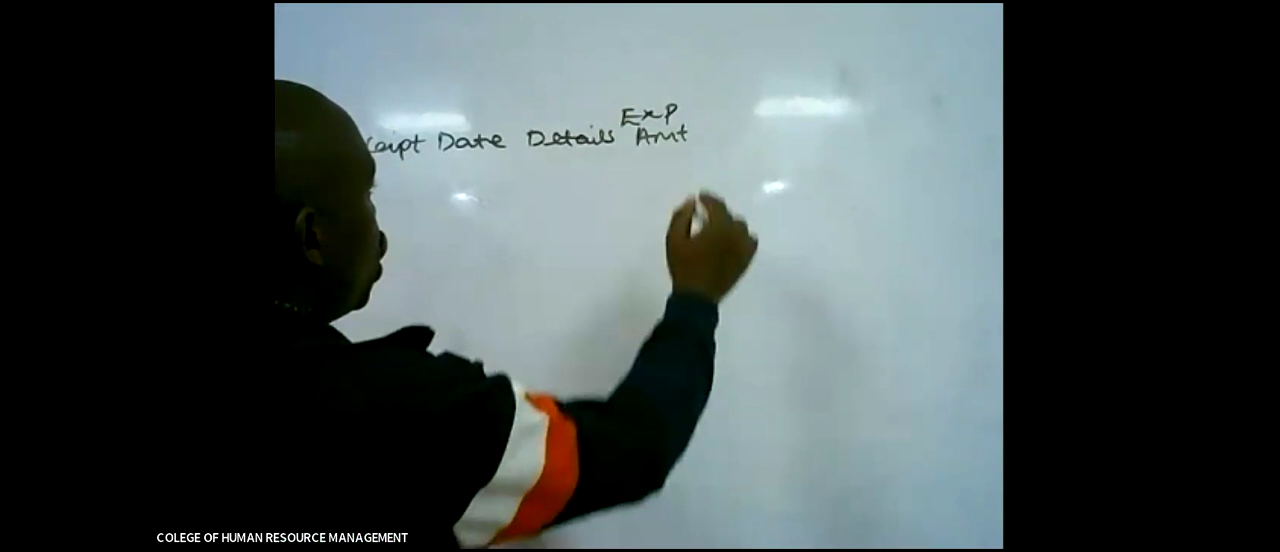 Exp
ceipt Date Details Amt
COLEGE OF HUMAN RESOURCE MANAGEMENT